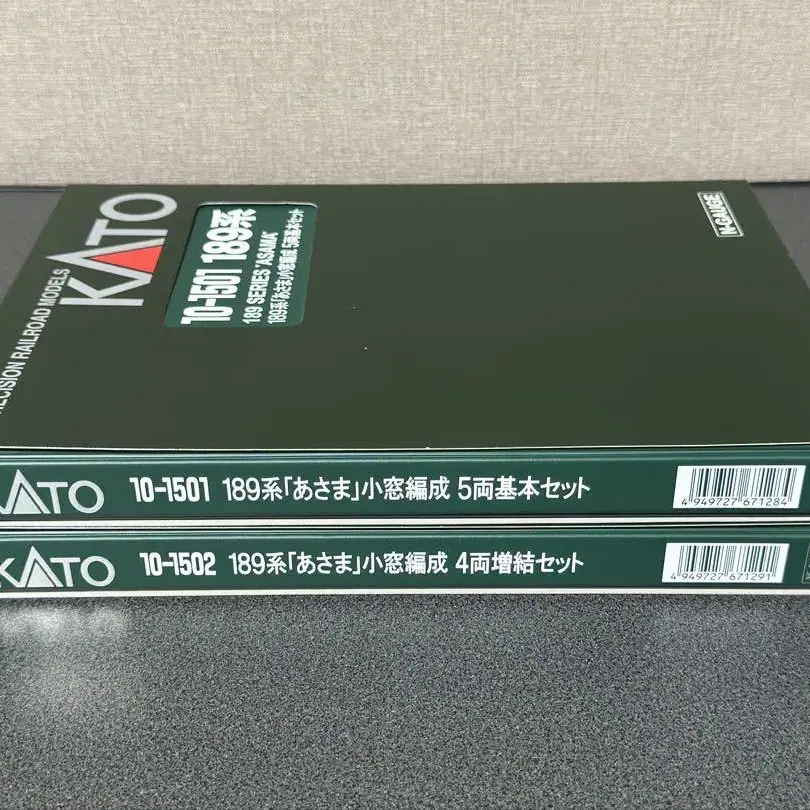 KATO
PRECISION RAILROAD MODELS
10-1501 189系
189 SERIES "ASAMA"
189系「あさま」小窓編成 5両基本セット
N-GAUGE
KATO 10-1501 189系「あさま」小窓編成 5両基本セット
4 949727 671284
KATO 10-1502 189系「あさま」小窓編成 4両増結セット
4 949727 671291